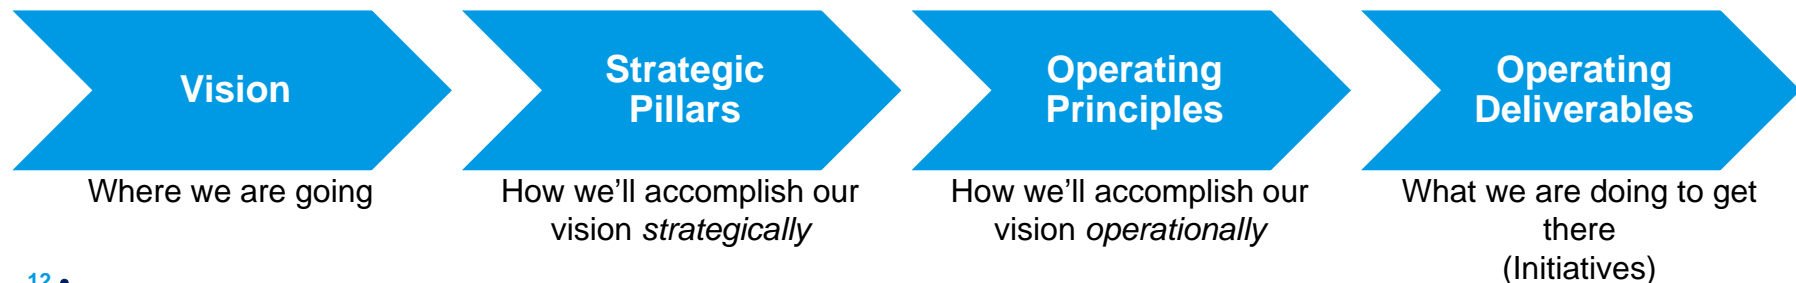 Vision
Strategic
Pillars
Operating
Principles
Operating
Deliverables
Where we are going
How we’ll accomplish our
vision strategically
How we’ll accomplish our
vision operationally
What we are doing to get
there
(Initiatives)
12 •